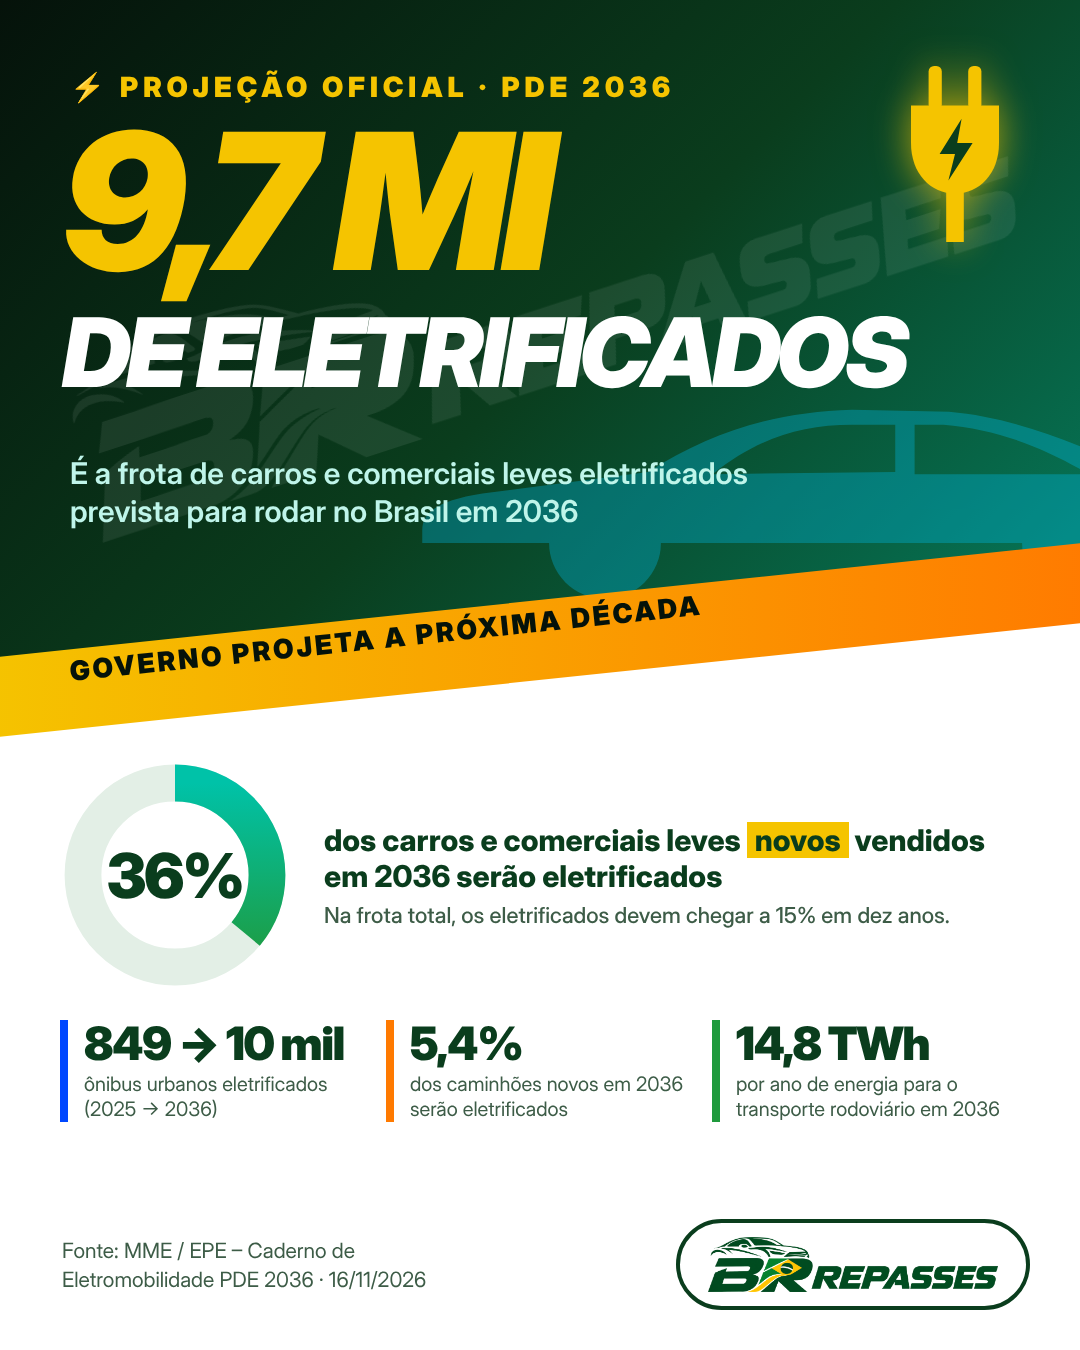 ⚡ PROJEÇÃO OFICIAL · PDE 2036
9,7 MI
DE ELETRIFICADOS
BR REPASSES
É a frota de carros e comerciais leves eletrificados
prevista para rodar no Brasil em 2036
GOVERNO PROJETA A PRÓXIMA DÉCADA
36%
dos carros e comerciais leves novos vendidos
em 2036 serão eletrificados
Na frota total, os eletrificados devem chegar a 15% em dez anos.
849 → 10 mil
ônibus urbanos eletrificados
(2025 → 2036)
5,4%
dos caminhões novos em 2036
serão eletrificados
14,8 TWh
por ano de energia para o
transporte rodoviário em 2036
Fonte: MME / EPE – Caderno de
Eletromobilidade PDE 2036 · 16/11/2026
BR REPASSES